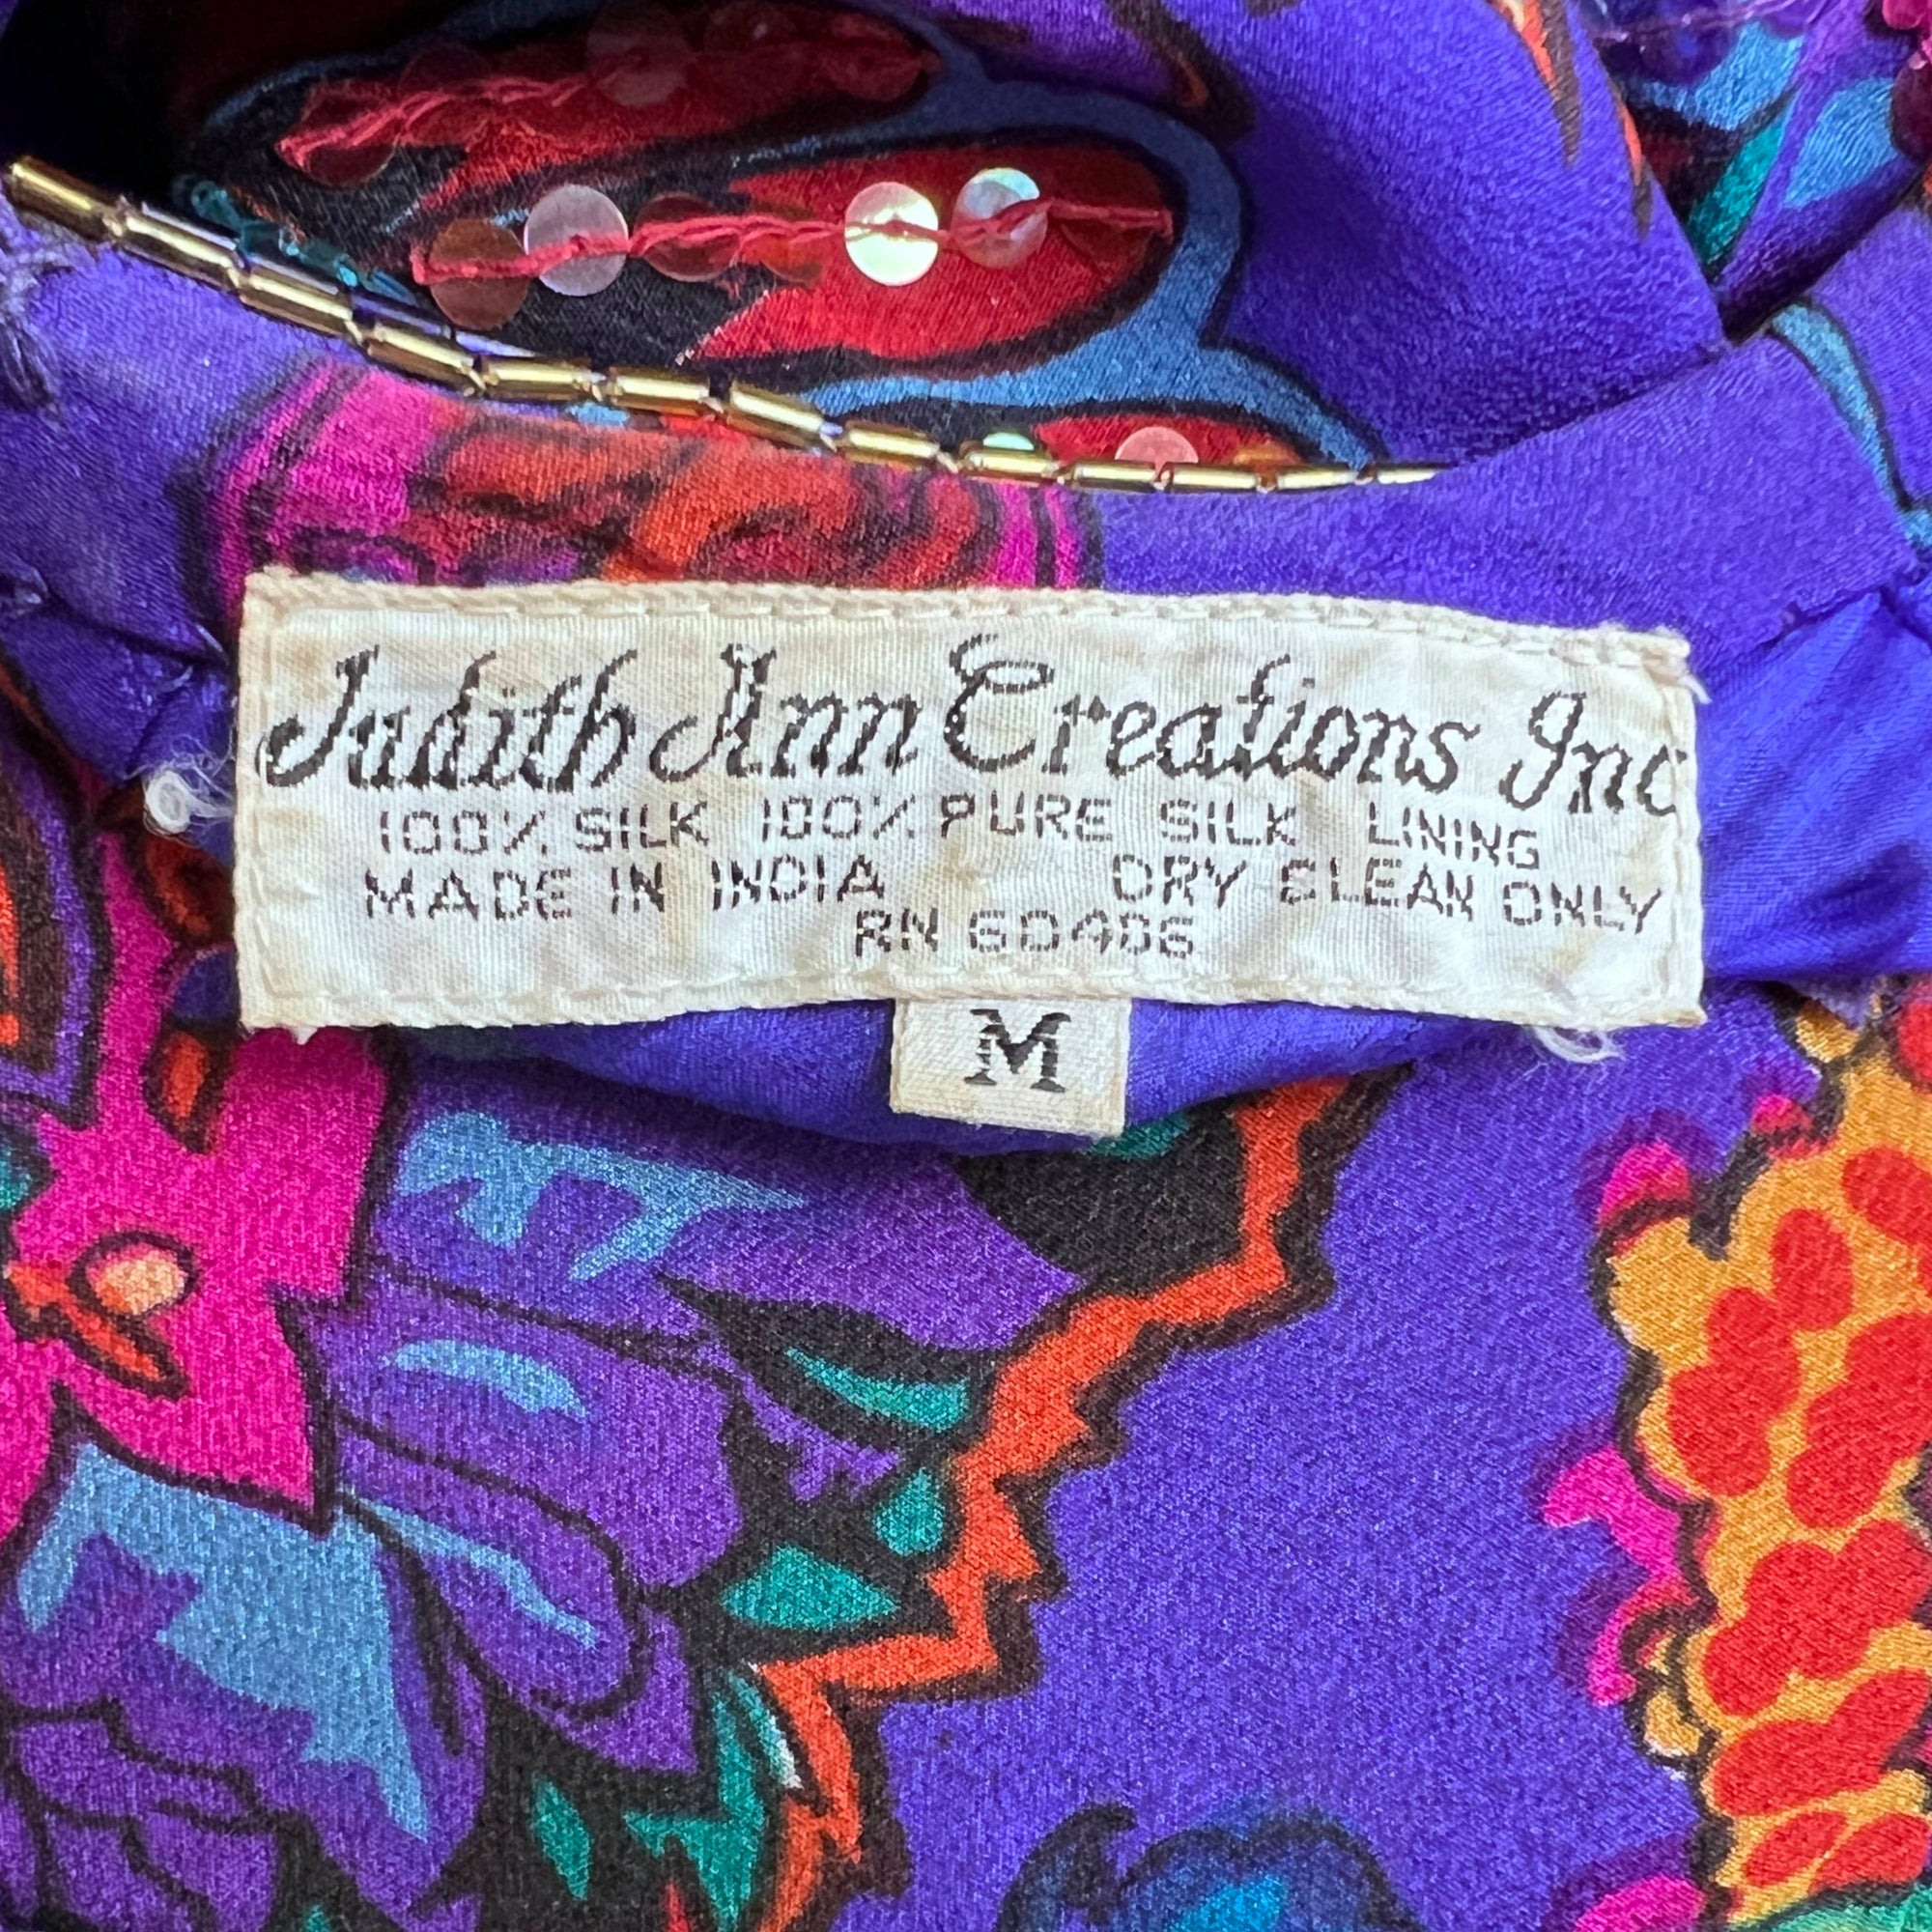 Judith Ann Creations Inc
100% SILK 100% PURE SILK LINING
MADE IN INDIA DRY CLEAN ONLY
RN 60406
M